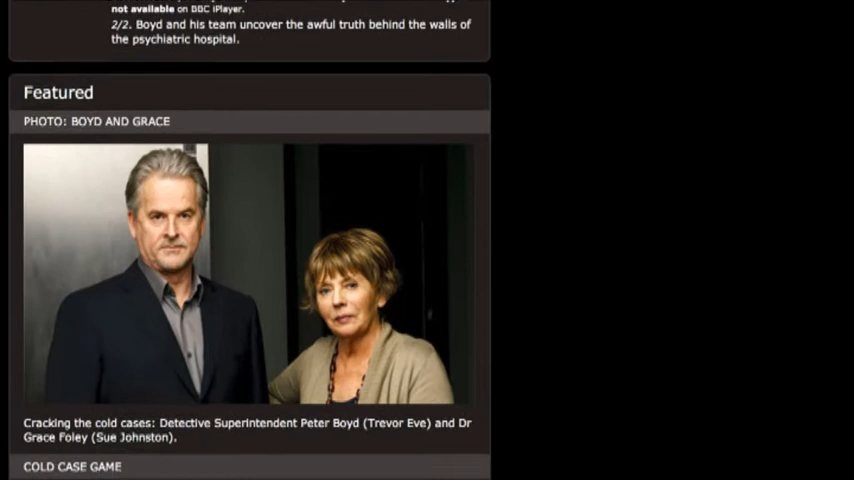 not available on BBC iPlayer.
2/2. Boyd and his team uncover the awful truth behind the walls of
the psychiatric hospital.
Featured
PHOTO: BOYD AND GRACE
Cracking the cold cases: Detective Superintendent Peter Boyd (Trevor Eve) and Dr
Grace Foley (Sue Johnston).
COLD CASE GAME